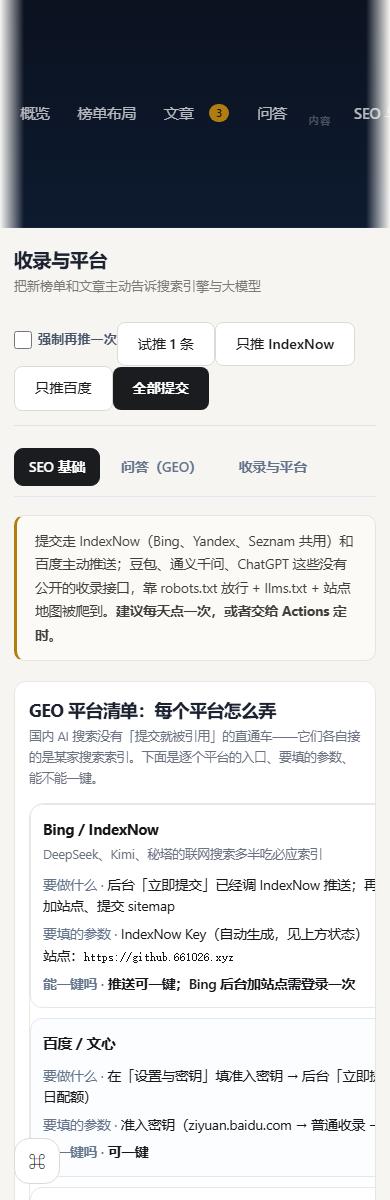 概览 榜单布局 文章 3 问答 内容 SEO
收录与平台
把新榜单和文章主动告诉搜索引擎与大模型
强制再推一次 试推 1 条 只推 IndexNow
只推百度 全部提交
SEO 基础 问答（GEO） 收录与平台
提交走 IndexNow（Bing、Yandex、Seznam 共用）和
百度主动推送；豆包、通义千问、ChatGPT 这些没有
公开的收录接口，靠 robots.txt 放行 + llms.txt + 站点
地图被爬到。建议每天点一次，或者交给 Actions 定
时。
GEO 平台清单：每个平台怎么弄
国内 AI 搜索没有「提交就被引用」的直通车——它们各自接
的是某家搜索索引。下面是逐个平台的入口、要填的参数、
能不能一键。
Bing / IndexNow
DeepSeek、Kimi、秘塔的联网搜索多半吃必应索引
要做什么 · 后台「立即提交」已经调 IndexNow 推送；再
加站点、提交 sitemap
要填的参数 · IndexNow Key（自动生成，见上方状态）
站点：https://github.661026.xyz
能一键吗 · 推送可一键；Bing 后台加站点需登录一次
百度 / 文心
要做什么 · 在「设置与密钥」填准入密钥 → 后台「立即提
日配额）
要填的参数 · 准入密钥（ziyuan.baidu.com → 普通收录
一键吗 · 可一键